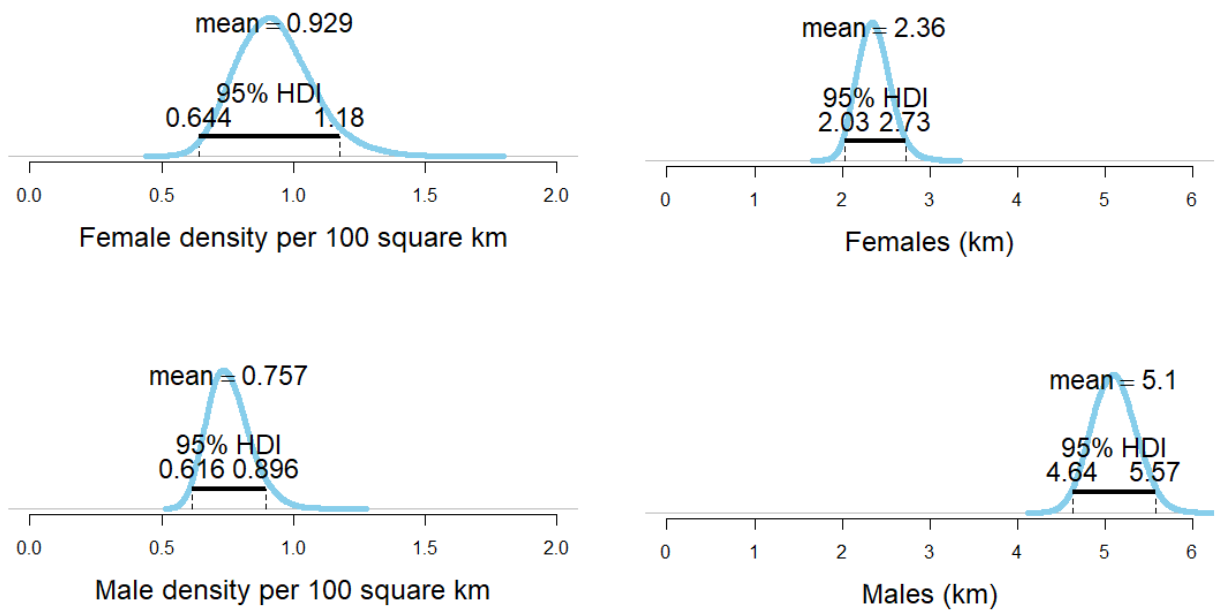 mean = 0.929
95% HDI
0.644 1.18
0.0 0.5 1.0 1.5 2.0
Female density per 100 square km
mean = 2.36
95% HDI
2.03 2.73
0 1 2 3 4 5 6
Females (km)
mean = 0.757
95% HDI
0.616 0.896
0.0 0.5 1.0 1.5 2.0
Male density per 100 square km
mean = 5.1
95% HDI
4.64 5.57
0 1 2 3 4 5 6
Males (km)